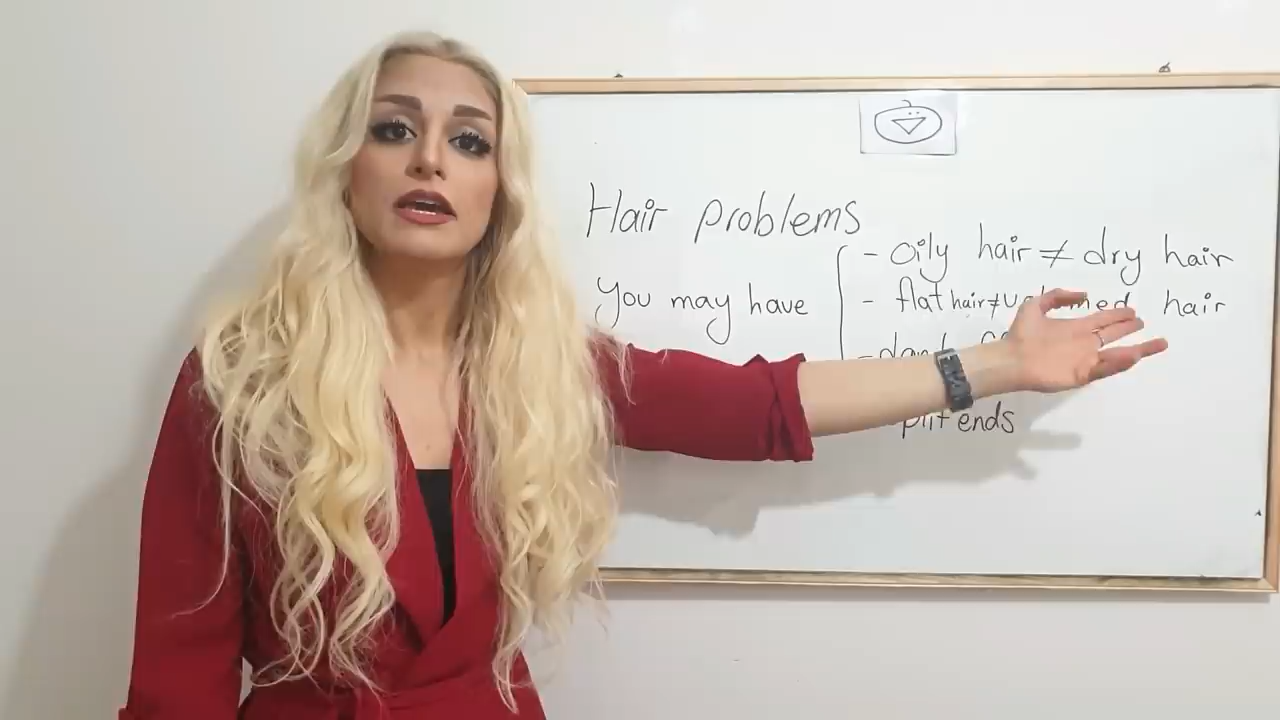 Hair problems
- oily hair ≠ dry hair
You may have
- flat hair ≠ hair
ends